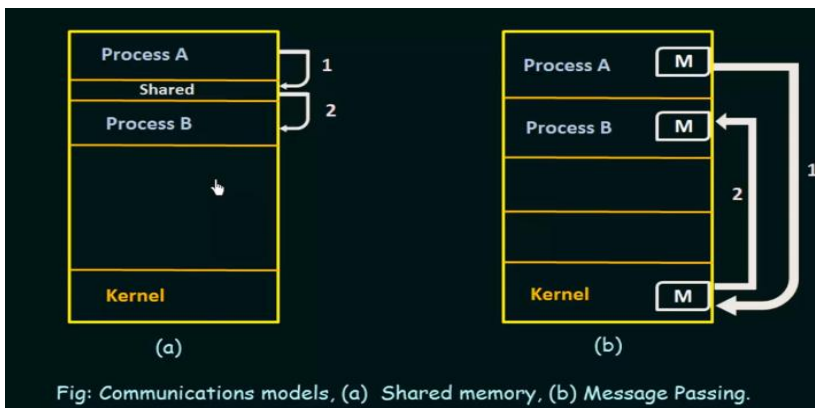 Process A
1
Shared
2
Process B
Kernel
(a)
Process A
M
Process B
M
1
2
Kernel
M
(b)
Fig: Communications models, (a) Shared memory, (b) Message Passing.